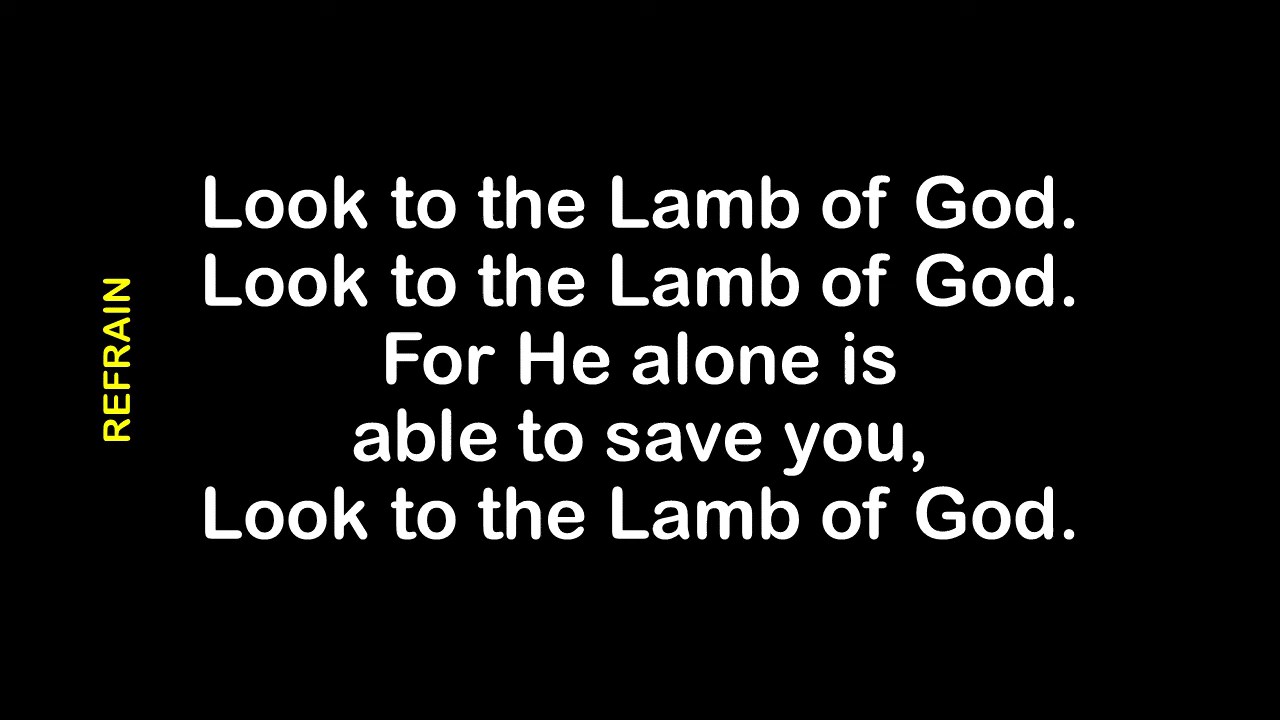 REFRAIN
Look to the Lamb of God.
Look to the Lamb of God.
For He alone is
able to save you,
Look to the Lamb of God.